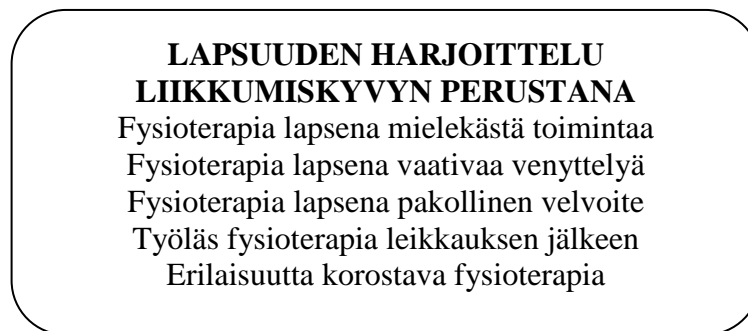 LAPSUUDEN HARJOITTELU
LIIKKUMISKYVYN PERUSTANA
Fysioterapia lapsena mielekästä toimintaa
Fysioterapia lapsena vaativaa venyttelyä
Fysioterapia lapsena pakollinen velvoite
Työläs fysioterapia leikkauksen jälkeen
Erilaisuutta korostava fysioterapia